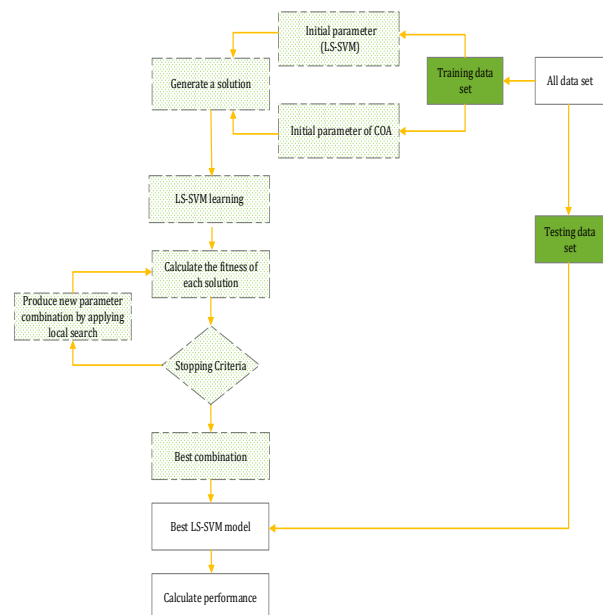 Initial parameter
(LS-SVM)
Training data
set
All data set
Generate a solution
Initial parameter of COA
LS-SVM learning
Testing data
set
Calculate the fitness of
each solution
Produce new parameter
combination by applying
local search
Stopping Criteria
Best combination
Best LS-SVM model
Calculate performance